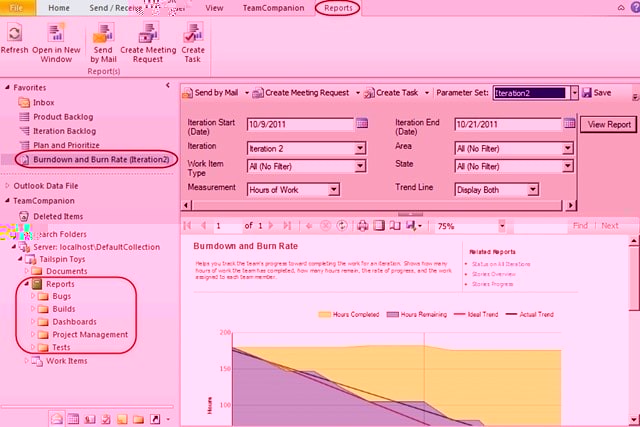 File Home Send / Receive View TeamCompanion Reports
Refresh Open in New Window Send by Mail Create Meeting Request Create Task
Report(s)
Favorites
Inbox
Product Backlog
Iteration Backlog
Plan and Prioritize
Burndown and Burn Rate (Iteration2)
Outlook Data File
TeamCompanion
Deleted Items
Search Folders
Server: localhost\DefaultCollection
Tailspin Toys
Documents
Reports
Bugs
Builds
Dashboards
Project Management
Tests
Work Items
Send by Mail Create Meeting Request Create Task Parameter Set: Iteration2 Save
Iteration Start (Date) 10/9/2011 Iteration End (Date) 10/21/2011 View Report
Iteration Iteration 2 Area All (No Filter)
Work Item Type All (No Filter) State All (No Filter)
Measurement Hours of Work Trend Line Display Both
1 of 1 75% Find Next
Burndown and Burn Rate
Helps you track the team's progress toward completing the work for an iteration. Shows how many
hours of work the team has completed, how many hours remain, the rate of progress, and the
work assigned to each team member.
Related Reports
Status on All Iterations
Stories Overview
Stories Progress
Hours Completed Hours Remaining Ideal Trend Actual Trend
200
150
100
Hours